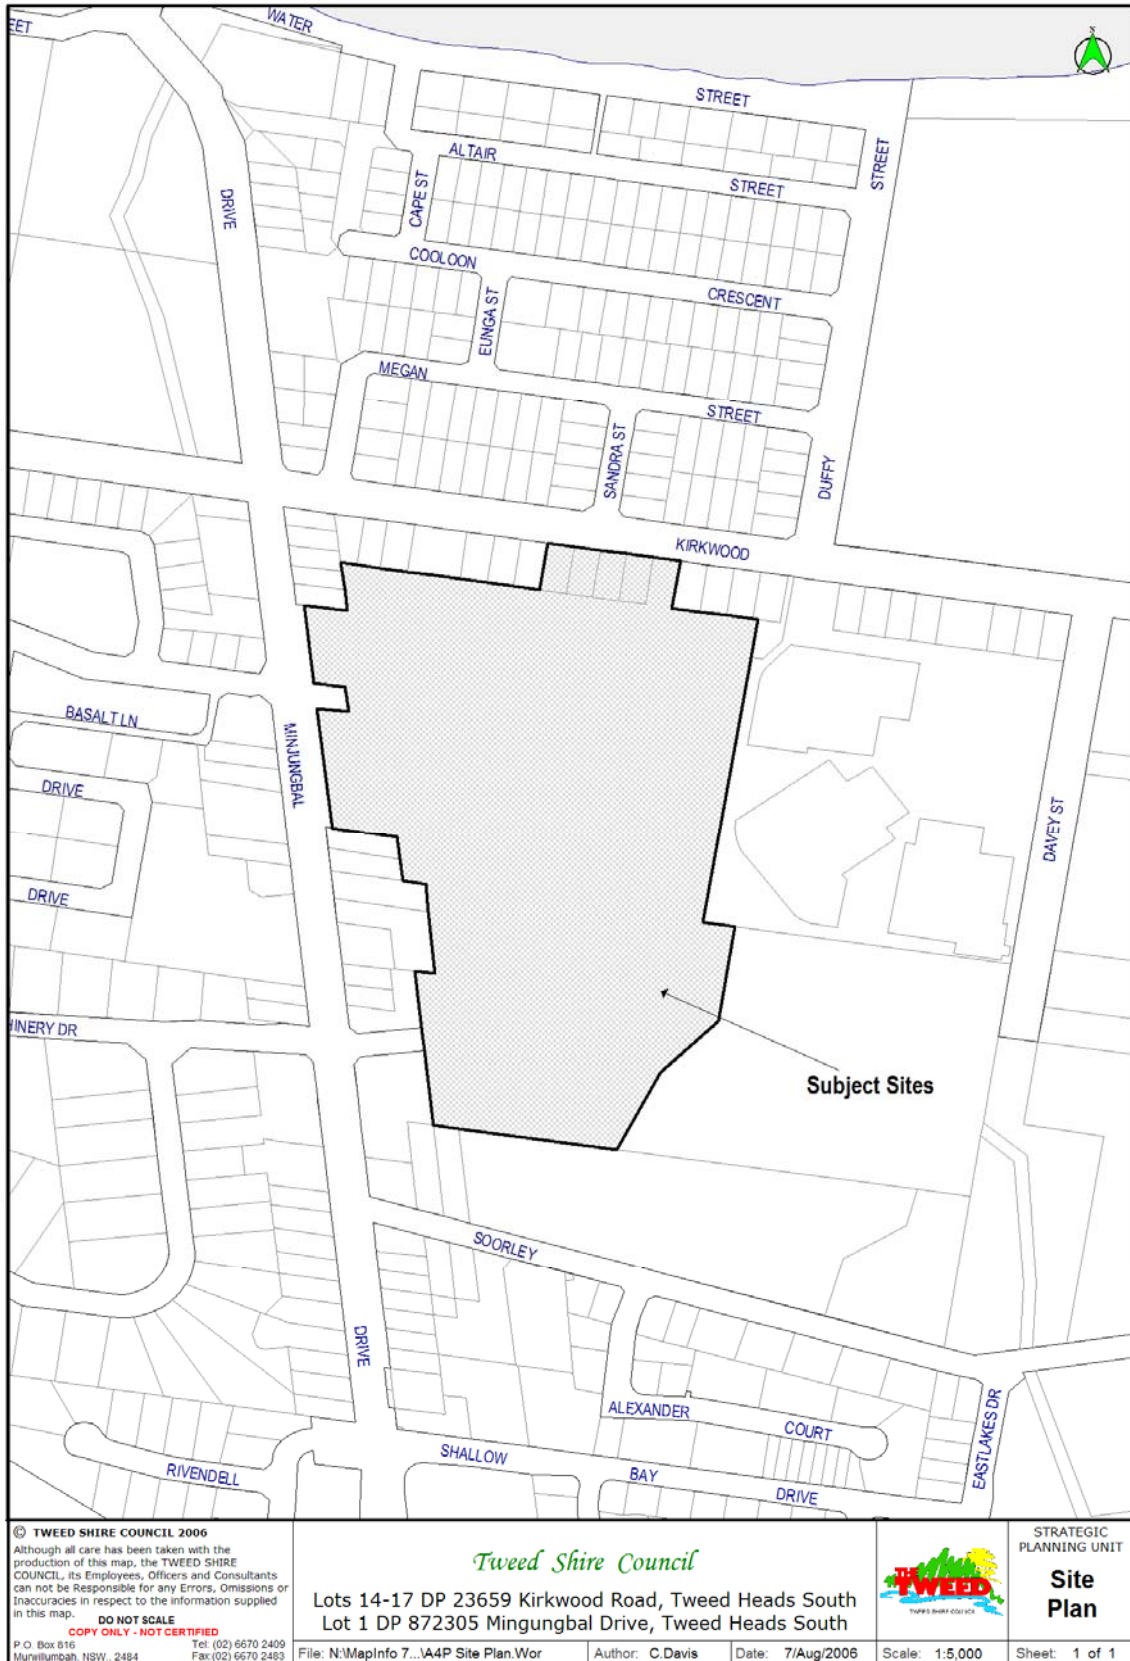 EET
WATER
N
STREET
ALTAIR
STREET
STREET
DRIVE
CAPE ST
COOLOON
CRESCENT
EUNGA ST
MEGAN
STREET
SANDRA ST
DUFFY
KIRKWOOD
BASALT LN
MINJUNGBAL
DRIVE
DAVEY ST
DRIVE
HINERY DR
Subject Sites
SOORLEY
DRIVE
ALEXANDER
COURT
EASTLAKES DR
SHALLOW
BAY
DRIVE
RIVENDELL
© TWEED SHIRE COUNCIL 2006
Although all care has been taken with the
production of this map, the TWEED SHIRE
COUNCIL, its Employees, Officers and Consultants
can not be Responsible for any Errors, Omissions or
Inaccuracies in respect to the information supplied
in this map.
DO NOT SCALE
COPY ONLY - NOT CERTIFIED
P.O. Box 816
Murwillumbah. NSW.. 2484
Tel: (02) 6670 2409
Fax:(02) 6670 2483
Tweed Shire Council
Lots 14-17 DP 23659 Kirkwood Road, Tweed Heads South
Lot 1 DP 872305 Mingungbal Drive, Tweed Heads South
File: N:\MapInfo 7...\A4P Site Plan.Wor
Author: C.Davis
Date: 7/Aug/2006
THE TWEED
TWEED SHIRE COUNCIL
Scale: 1:5,000
STRATEGIC
PLANNING UNIT
Site
Plan
Sheet: 1 of 1